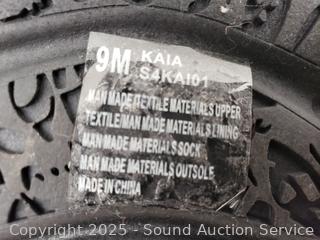 9M KAIA
S4KAI01
MAN MADE/TEXTILE MATERIALS UPPER
TEXTILE/MAN MADE MATERIALS LINING
MAN MADE MATERIALS SOCK
MAN MADE MATERIALS OUTSOLE
MADE IN CHINA
Copyright 2025 - Sound Auction Service